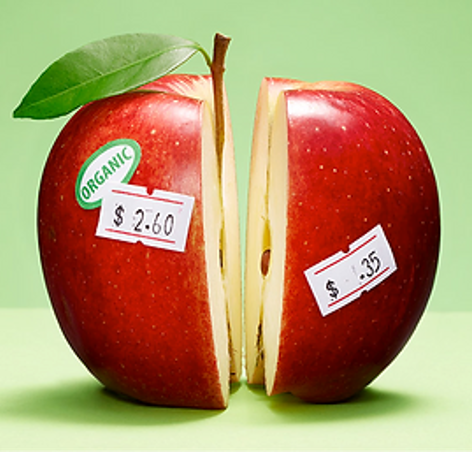 ORGANIC
$ 2.60
$ .35